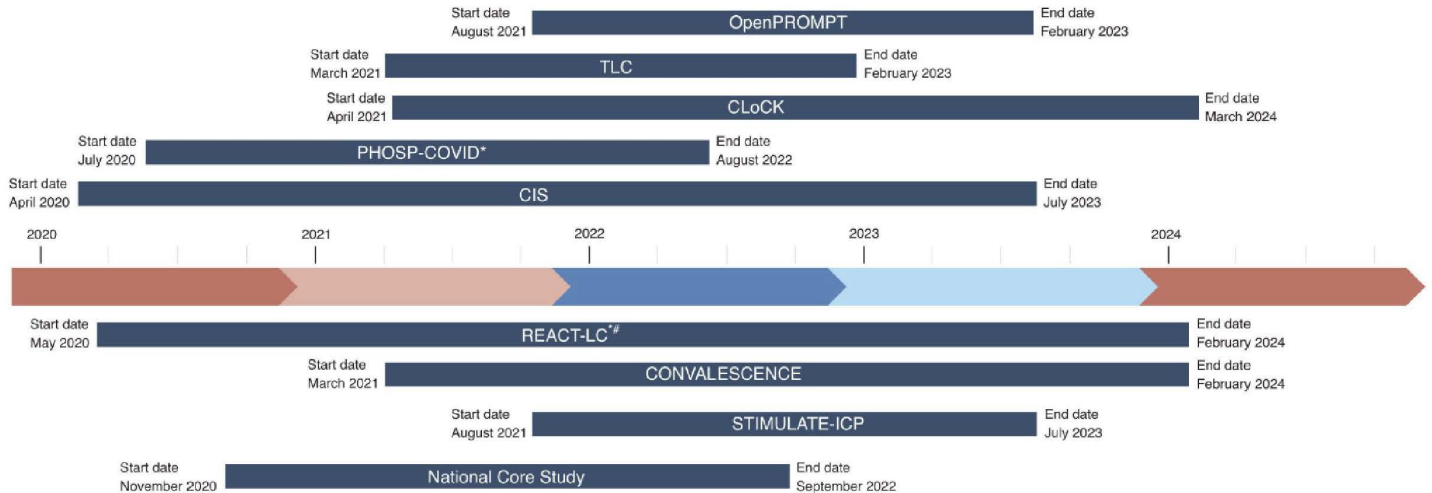 Start date
August 2021
OpenPROMPT
End date
February 2023
Start date
March 2021
TLC
End date
February 2023
Start date
April 2021
CLoCK
End date
March 2024
Start date
July 2020
PHOSP-COVID*
End date
August 2022
Start date
April 2020
CIS
End date
July 2023
2020
2021
2022
2023
2024
Start date
May 2020
REACT-LC*#
End date
February 2024
Start date
March 2021
CONVALESCENCE
End date
February 2024
Start date
August 2021
STIMULATE-ICP
End date
July 2023
Start date
November 2020
National Core Study
End date
September 2022